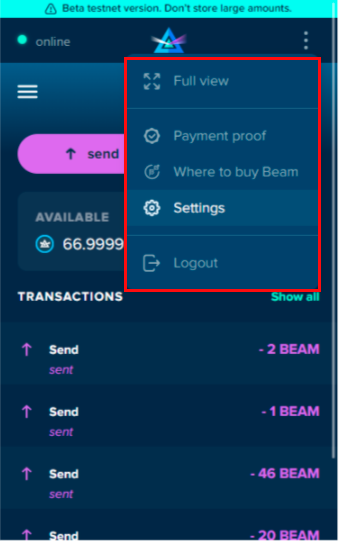 Beta testnet version. Don't store large amounts.
online
Full view
Payment proof
Where to buy Beam
Settings
Logout
send
AVAILABLE
66.9999
TRANSACTIONS Show all
Send - 2 BEAM
sent
Send - 1 BEAM
sent
Send - 46 BEAM
sent
Send - 20 BEAM